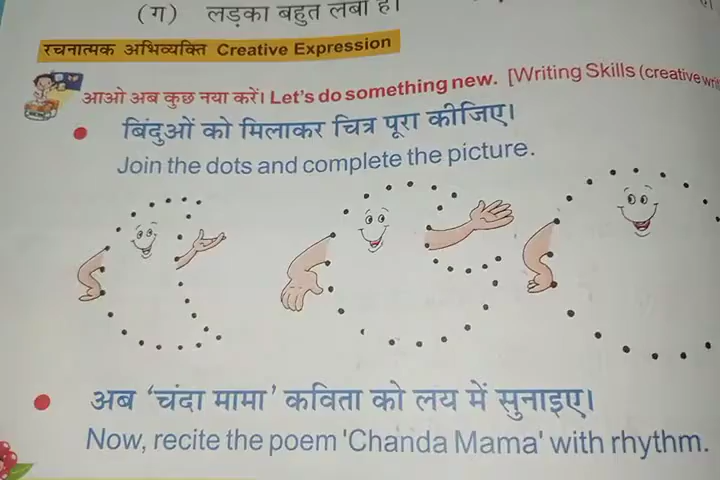 (ग) लड़का बहुत लंबा है।
रचनात्मक अभिव्यक्ति Creative Expression
आओ अब कुछ नया करें। Let's do something new. [Writing Skills (creative
बिंदुओं को मिलाकर चित्र पूरा कीजिए।
Join the dots and complete the picture.
अब 'चंदा मामा' कविता को लय में सुनाइए।
Now, recite the poem 'Chanda Mama' with rhythm.